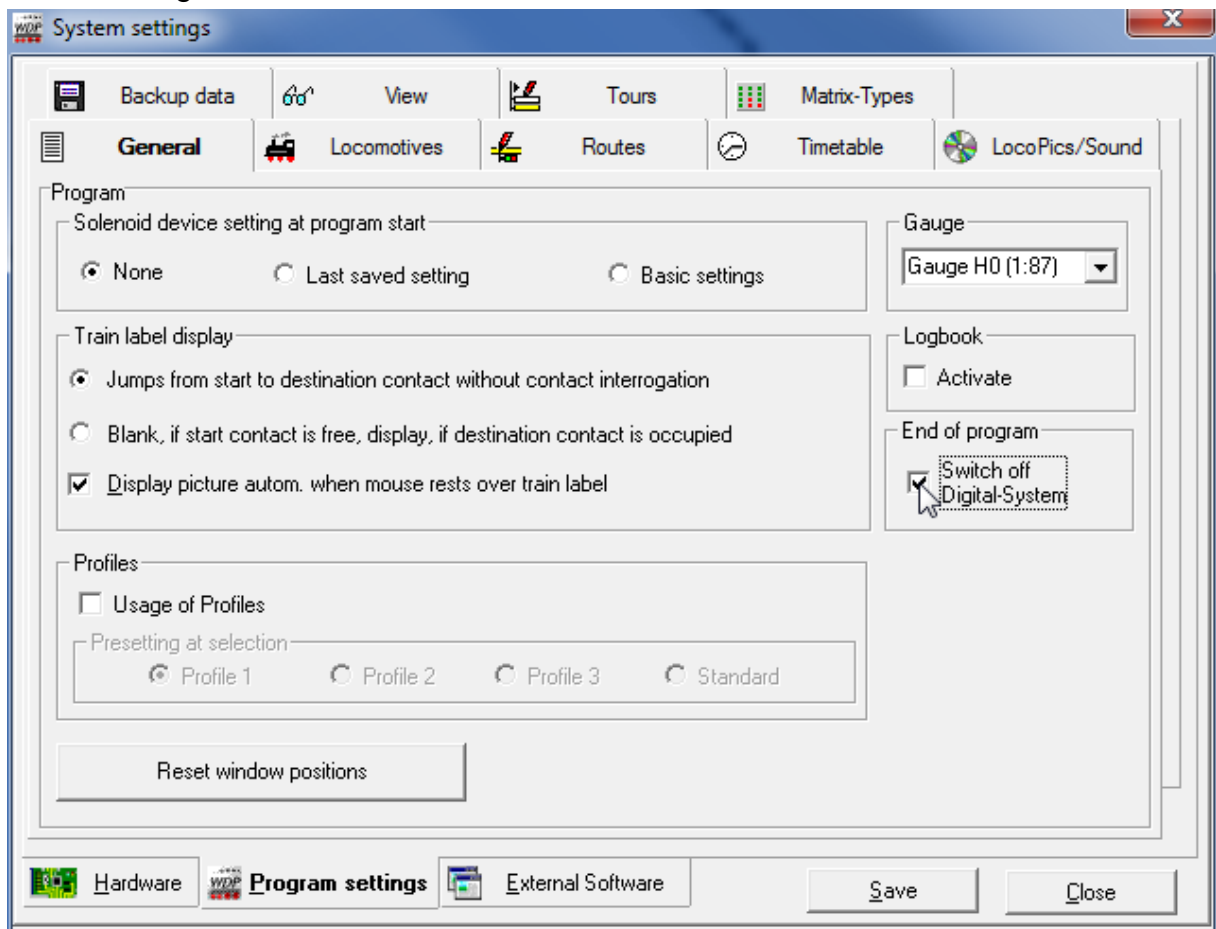 WDP System settings
Backup data View Tours Matrix-Types
General Locomotives Routes Timetable LocoPics/Sound
Program
Solenoid device setting at program start
None Last saved setting Basic settings
Gauge
Gauge H0 (1:87)
Train label display
Jumps from start to destination contact without contact interrogation
Blank, if start contact is free, display, if destination contact is occupied
Display picture autom. when mouse rests over train label
Logbook
Activate
End of program
Switch off
Digital-System
Profiles
Usage of Profiles
Presetting at selection
Profile 1 Profile 2 Profile 3 Standard
Reset window positions
Hardware WDP Program settings External Software Save Close